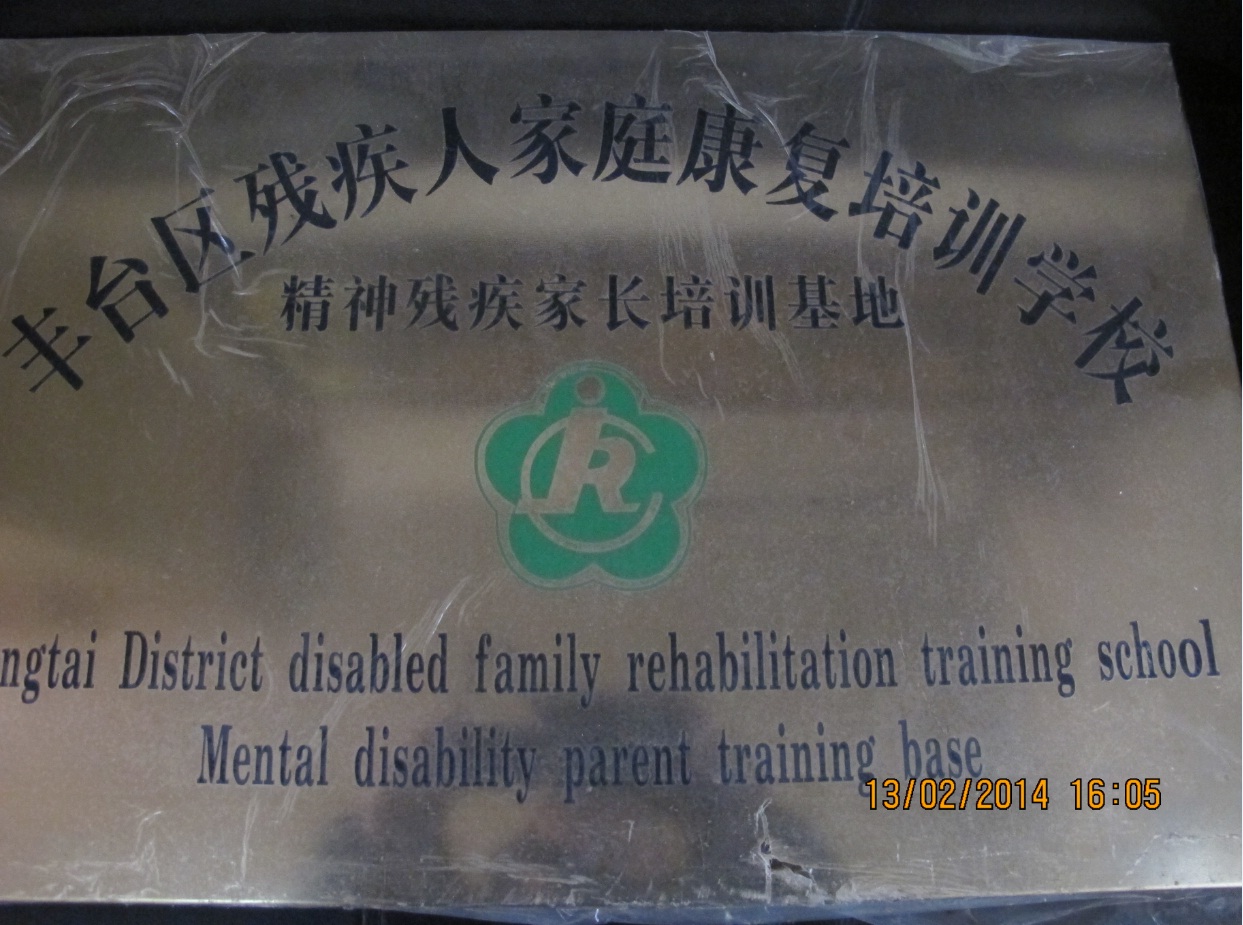 丰台区残疾人家庭康复培训学校
精神残疾家长培训基地
R
ngtai District disabled family rehabilitation training school
Mental disability parent training base
13/02/2014 16:05